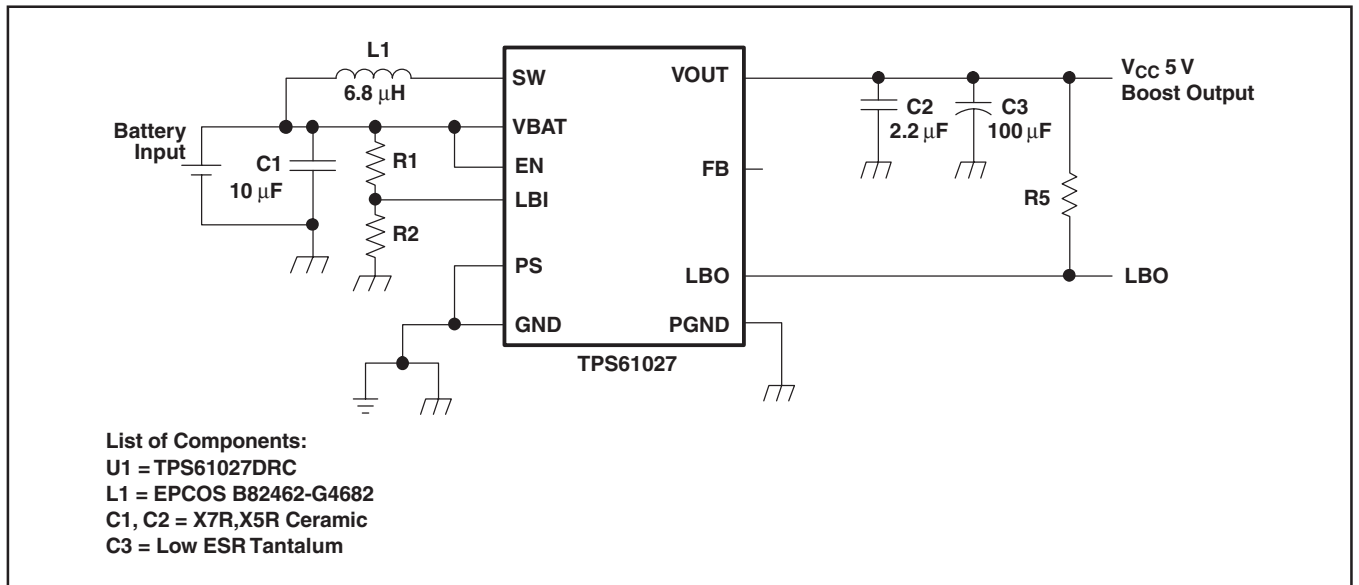 L1
6.8 μH
SW
VOUT
VCC 5 V
Boost Output
C2
2.2 μF
C3
100 μF
Battery
Input
VBAT
C1
10 μF
R1
EN
FB
LBI
R5
R2
PS
LBO
LBO
GND
PGND
TPS61027
List of Components:
U1 = TPS61027DRC
L1 = EPCOS B82462-G4682
C1, C2 = X7R,X5R Ceramic
C3 = Low ESR Tantalum